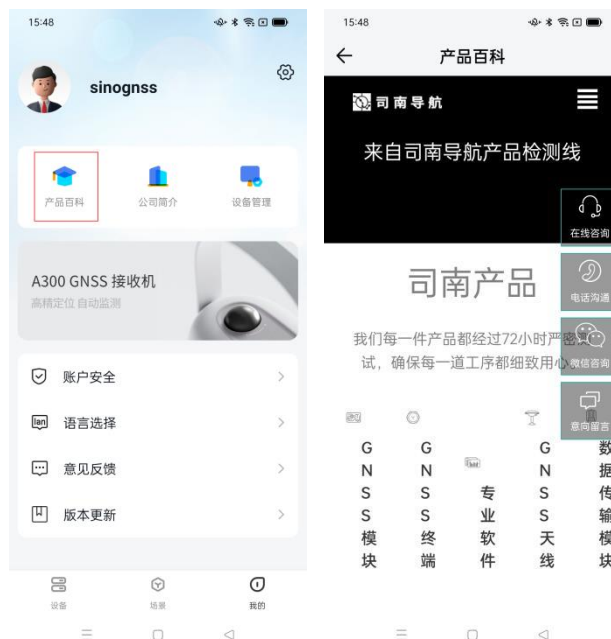 15:48
sinognss
产品百科
公司简介
设备管理
A300 GNSS 接收机
高精定位 自动监测
账户安全
lan
语言选择
意见反馈
版本更新
设备
场景
我的
15:48
产品百科
司南导航
来自司南导航产品检测线
在线咨询
司南产品
电话沟通
我们每一件产品都经过72小时严密测
试，确保每一道工序都细致用心。
微信咨询
意向留言
GNSS模块
GNSS终端
专业软件
GNSS天线
数据传输模块